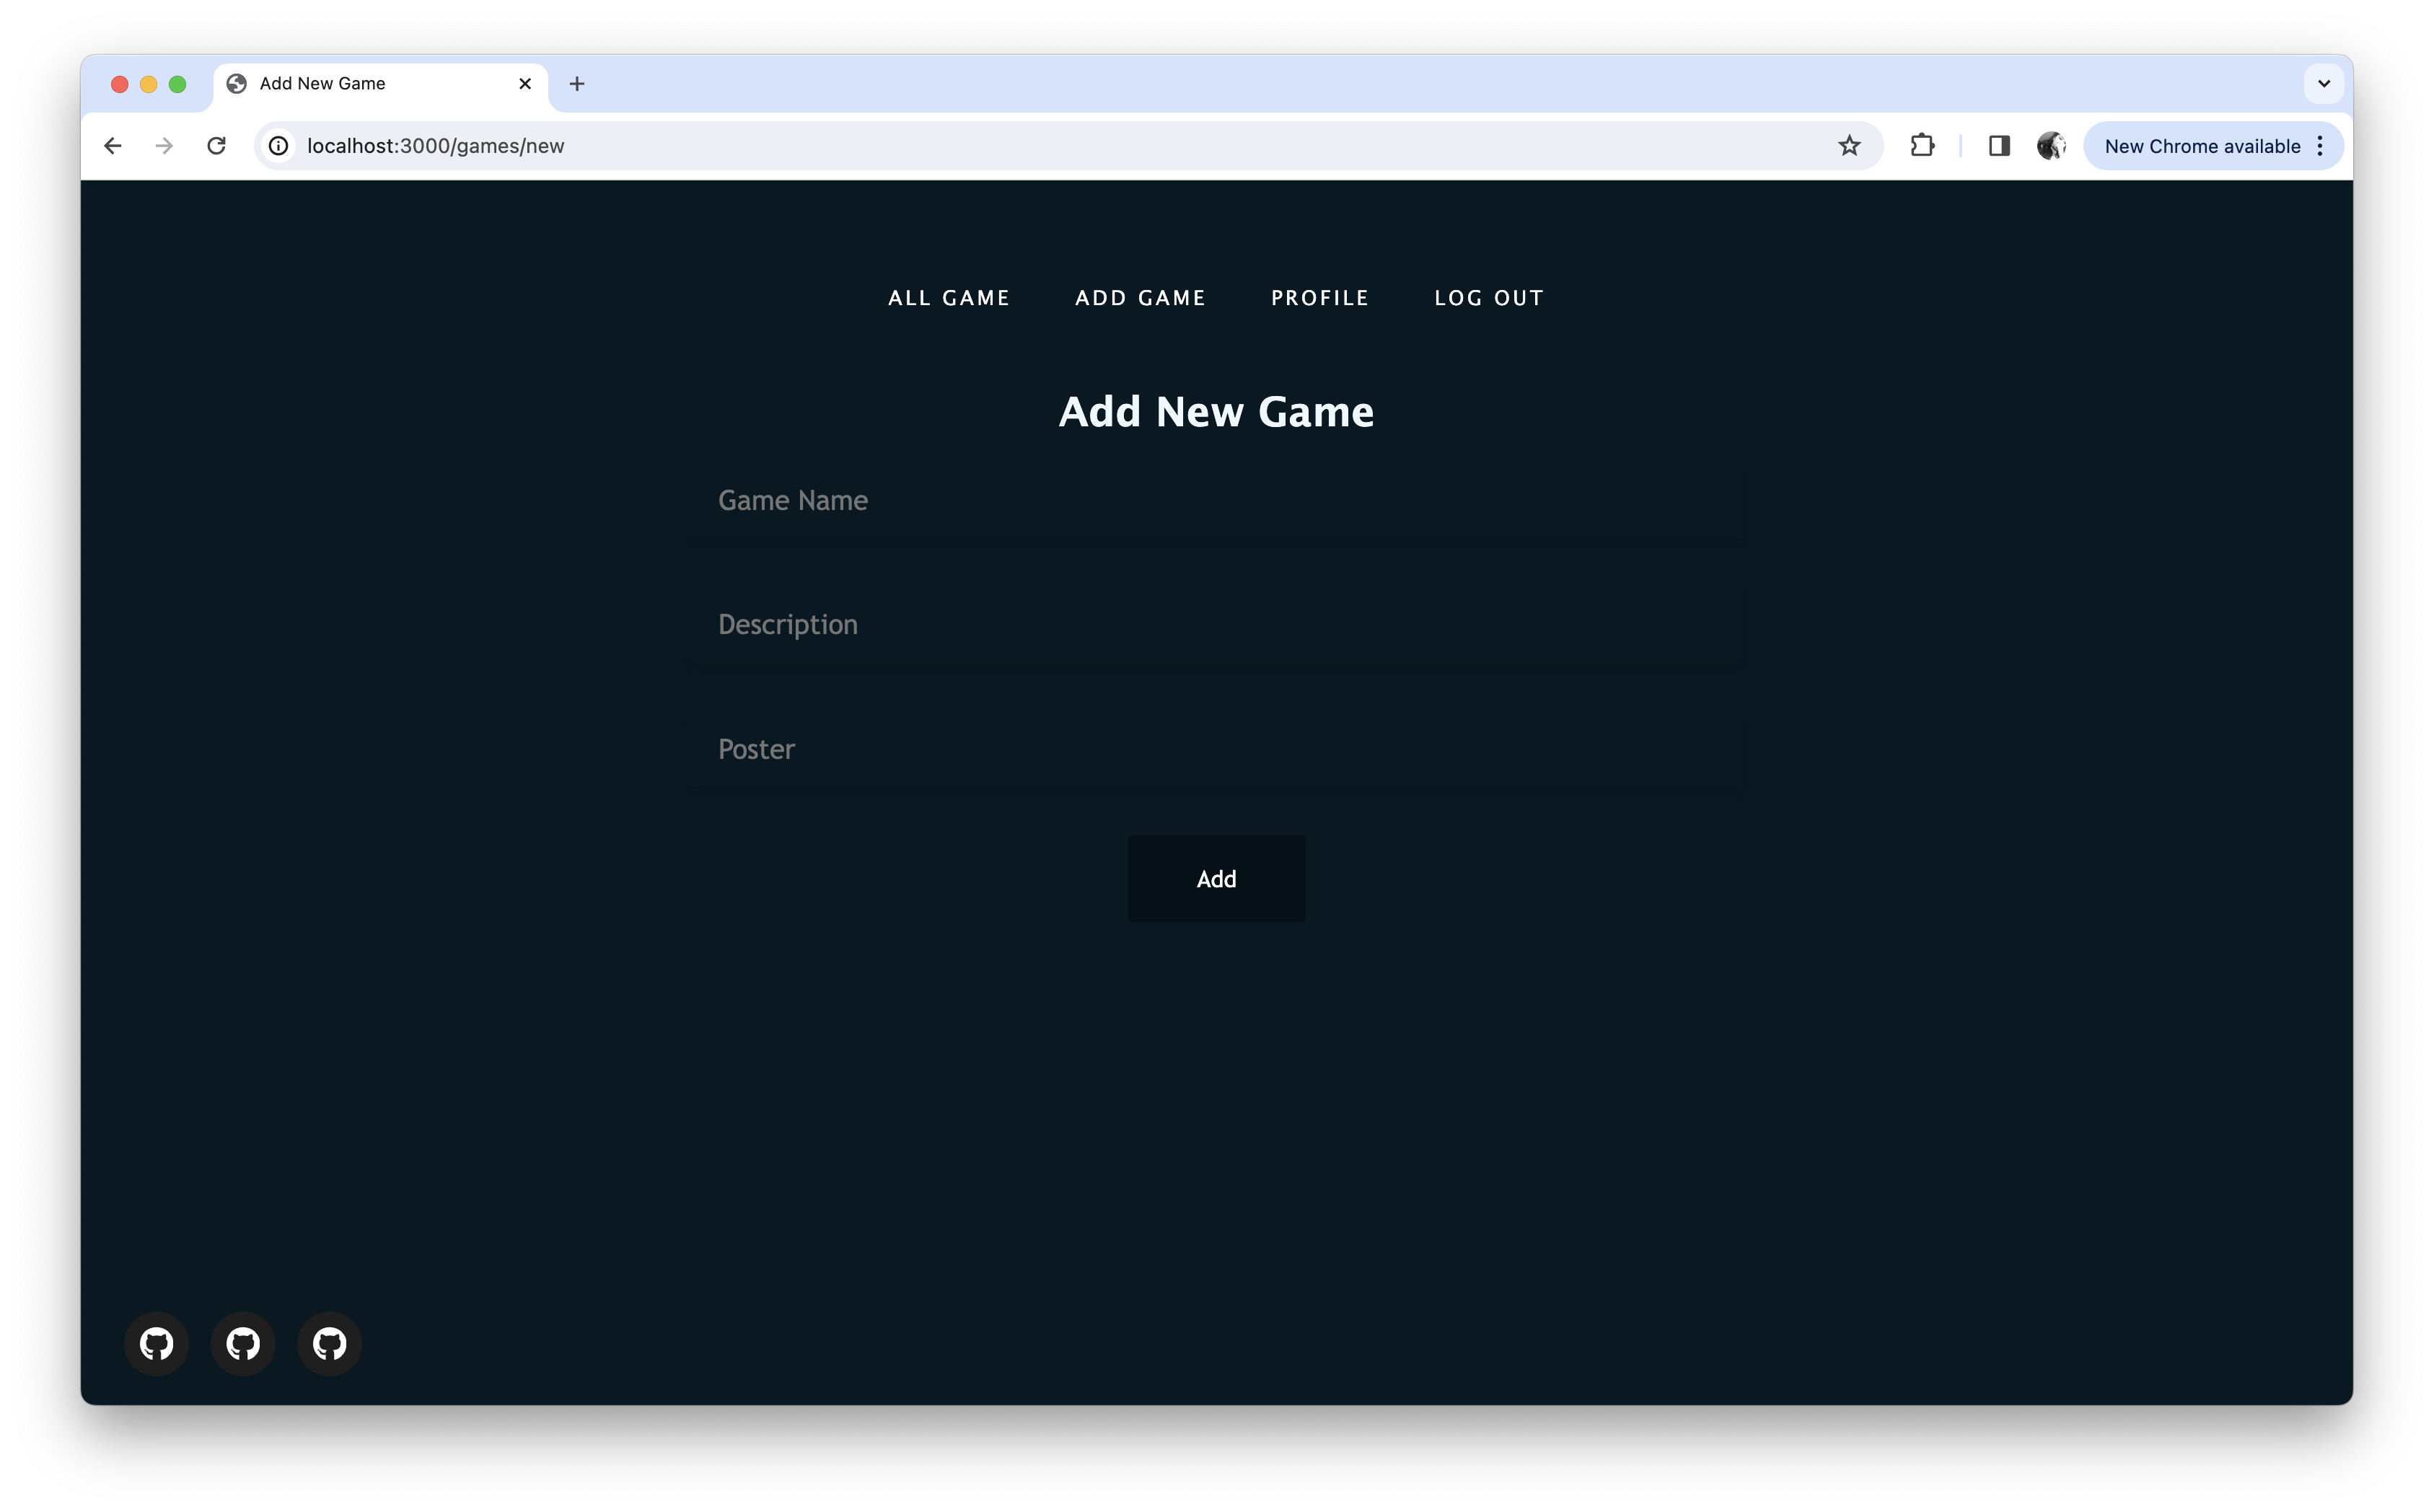 Add New Game
localhost:3000/games/new
New Chrome available
ALL GAME ADD GAME PROFILE LOG OUT
Add New Game
Game Name
Description
Poster
Add